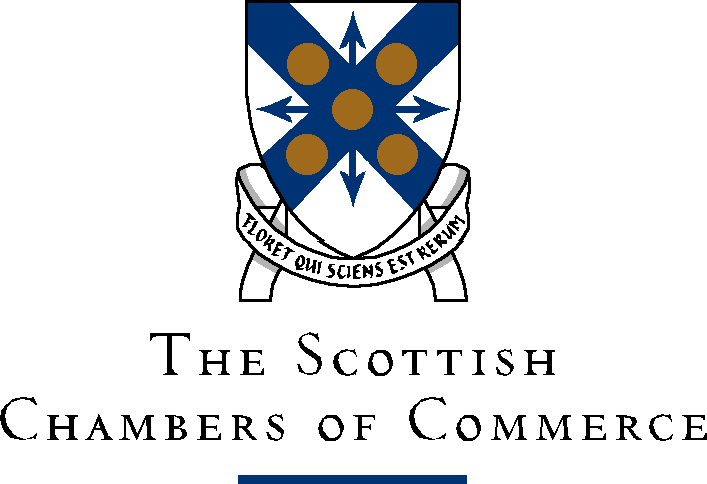 FLORET QUI SCIENS EST RERUM
THE SCOTTISH
CHAMBERS OF COMMERCE